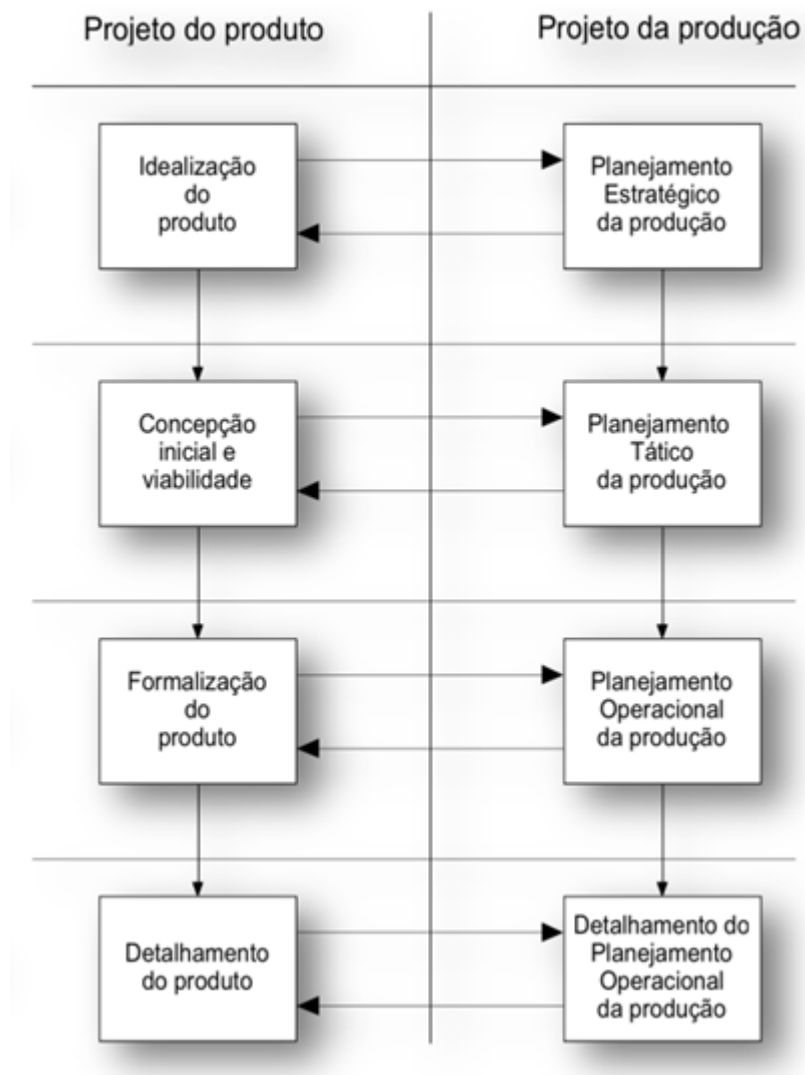 Projeto do produto
Projeto da produção
Idealização
do
produto
Planejamento
Estratégico
da produção
Concepção
inicial e
viabilidade
Planejamento
Tático
da produção
Formalização
do
produto
Planejamento
Operacional
da produção
Detalhamento
do produto
Detalhamento do
Planejamento
Operacional
da produção